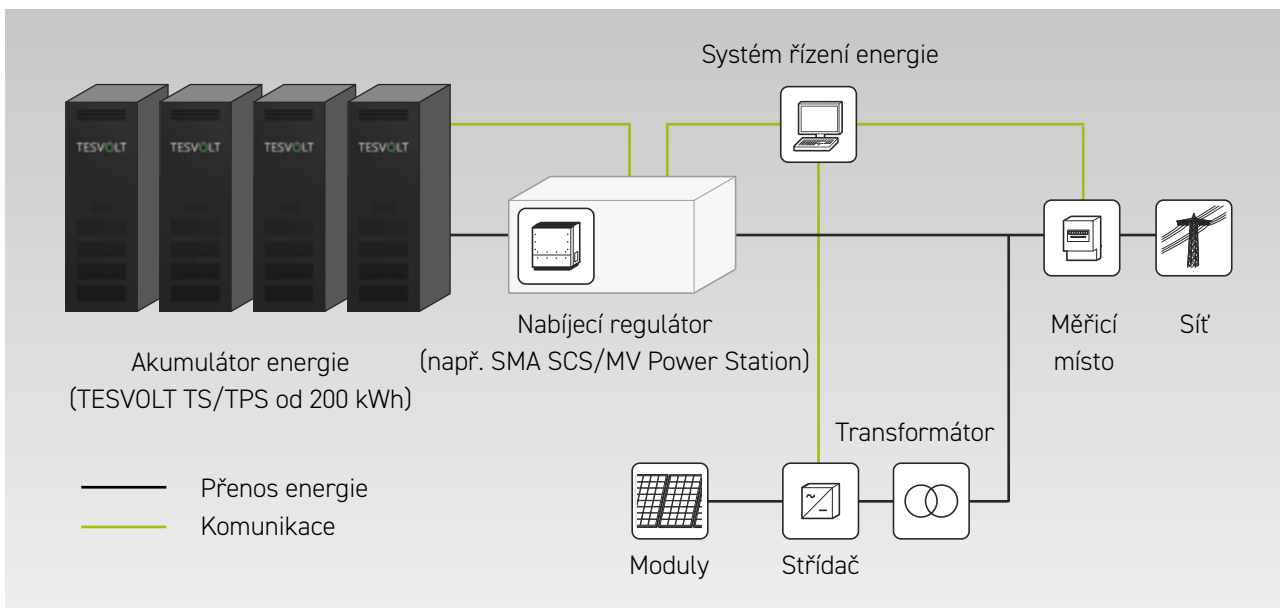 Systém řízení energie
TESVOLT TESVOLT TESVOLT TESVOLT
Nabíjecí regulátor
(např. SMA SCS/MV Power Station)
Měřicí
místo
Síť
Akumulátor energie
(TESVOLT TS/TPS od 200 kWh)
Transformátor
Přenos energie
Komunikace
Moduly
Střídač